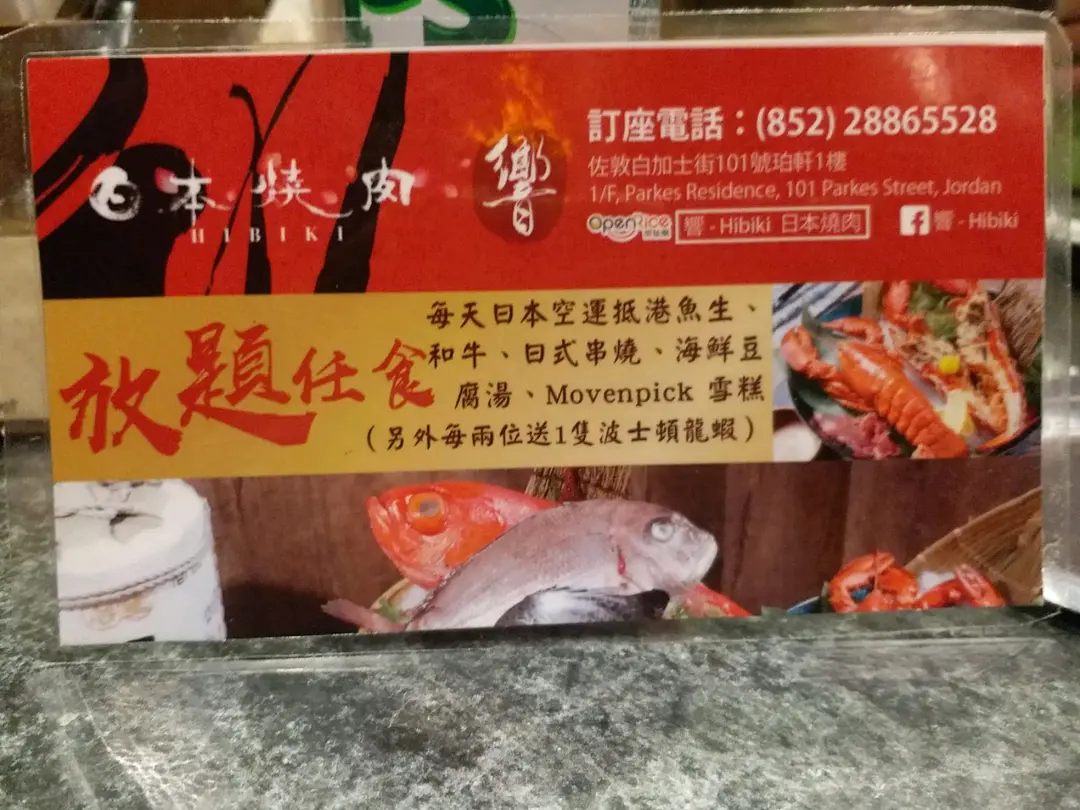 日本燒肉
HIBIKI
響
訂座電話：(852) 28865528
佐敦白加士街101號珀軒1樓
1/F, Parkes Residence, 101 Parkes Street, Jordan
OpenRice 響 - Hibiki 日本燒肉
響 - Hibiki
放題任食
每天日本空運抵港魚生、
和牛、日式串燒、海鮮豆
腐湯、Movenpick 雪糕
（另外每兩位送1隻波士頓龍蝦）